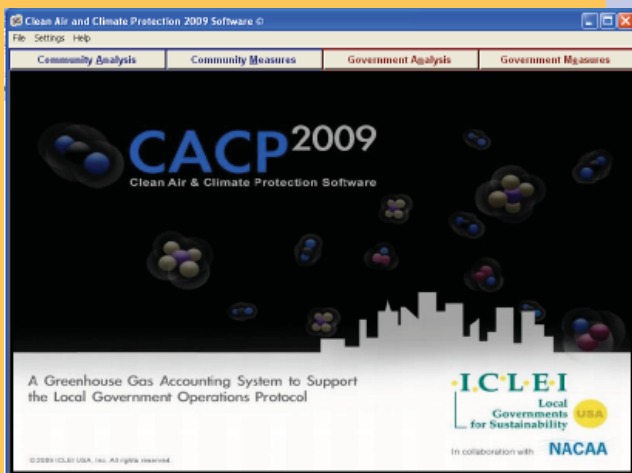 Clean Air and Climate Protection 2009 Software ©
File Settings Help
Community Analysis Community Measures Government Analysis Government Measures
CACP2009
Clean Air & Climate Protection Software
A Greenhouse Gas Accounting System to Support
the Local Government Operations Protocol
I.C.L.E.I
Local
Governments USA
for Sustainability
In collaboration with NACAA
©2009 ICLEI USA, Inc. All rights reserved.